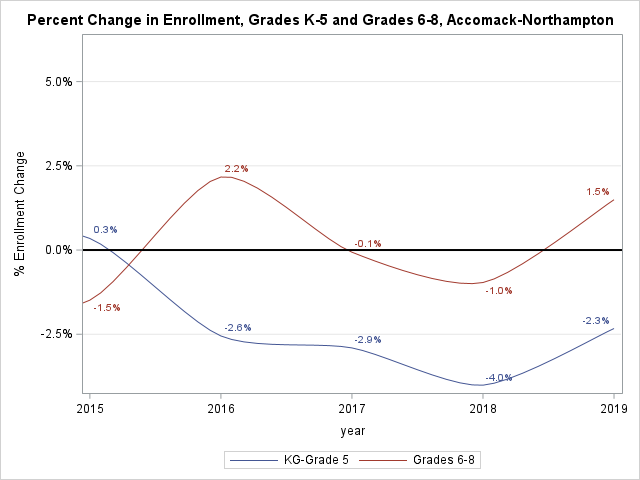 Percent Change in Enrollment, Grades K-5 and Grades 6-8, Accomack-Northampton
5.0%
2.5%
0.0%
-2.5%
% Enrollment Change
0.3%
-2.6%
-2.9%
-4.0%
-2.3%
-1.5%
2.2%
-0.1%
-1.0%
1.5%
2015 2016 2017 2018 2019
year
KG-Grade 5 Grades 6-8